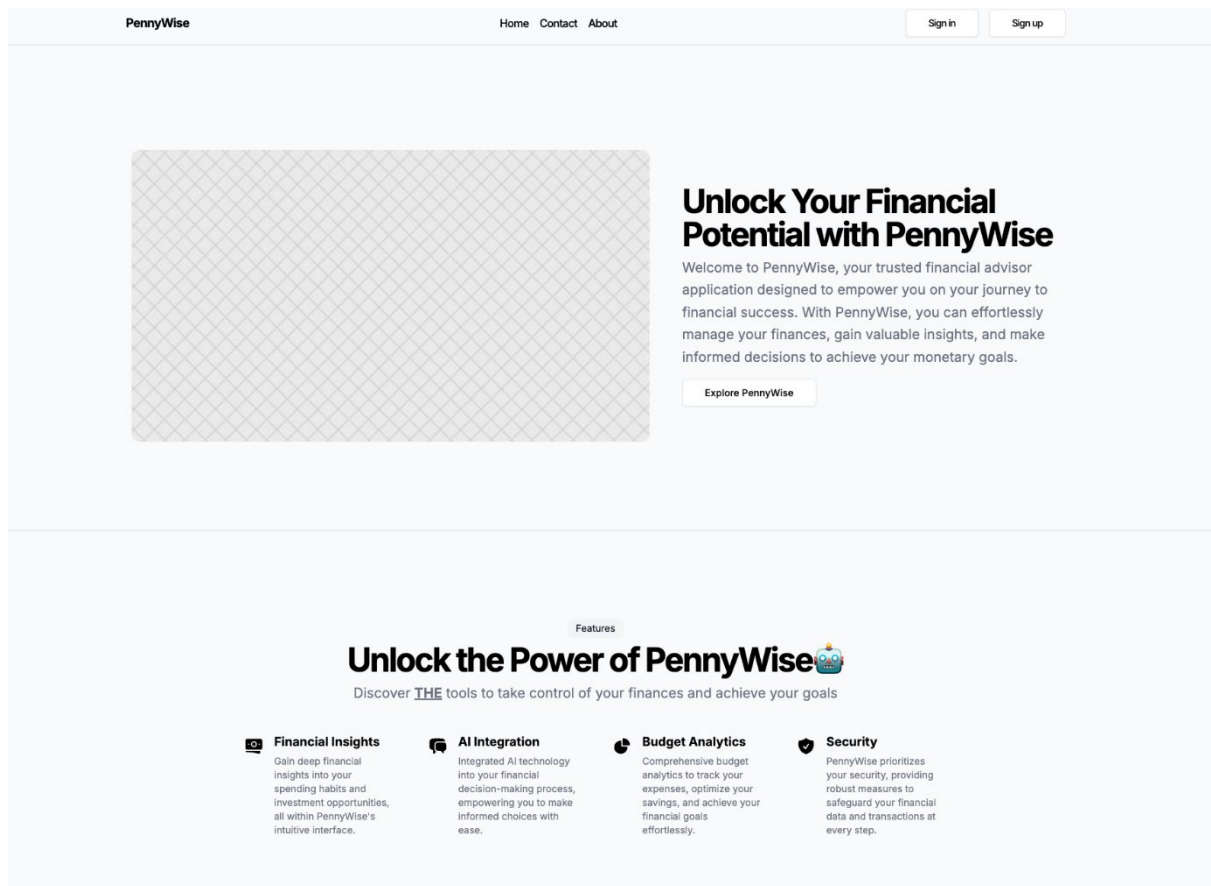 PennyWise
Home Contact About
Sign in
Sign up
Unlock Your Financial
Potential with PennyWise
Welcome to PennyWise, your trusted financial advisor
application designed to empower you on your journey to
financial success. With PennyWise, you can effortlessly
manage your finances, gain valuable insights, and make
informed decisions to achieve your monetary goals.
Explore PennyWise
Features
Unlock the Power of PennyWise🤖
Discover THE tools to take control of your finances and achieve your goals
Financial Insights
Gain deep financial
insights into your
spending habits and
investment opportunities,
all within PennyWise's
intuitive interface.
AI Integration
Integrated AI technology
into your financial
decision-making process,
empowering you to make
informed choices with
ease.
Budget Analytics
Comprehensive budget
analytics to track your
expenses, optimize your
savings, and achieve your
financial goals
effortlessly.
Security
PennyWise prioritizes
your security, providing
robust measures to
safeguard your financial
data and transactions at
every step.